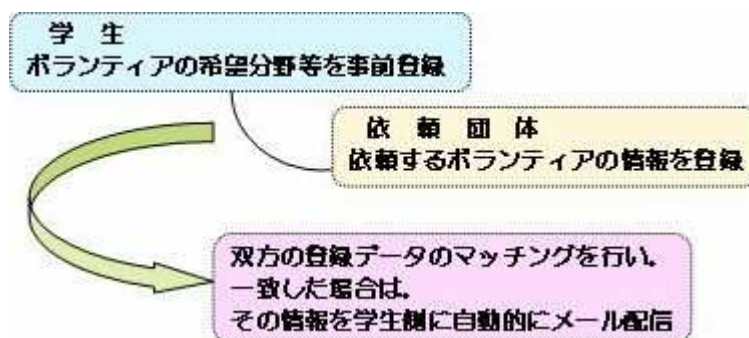 学 生
ボランティアの希望分野等を事前登録
依 頼 団 体
依頼するボランティアの情報を登録
双方の登録データのマッチングを行い，
一致した場合は，
その情報を学生側に自動的にメール配信